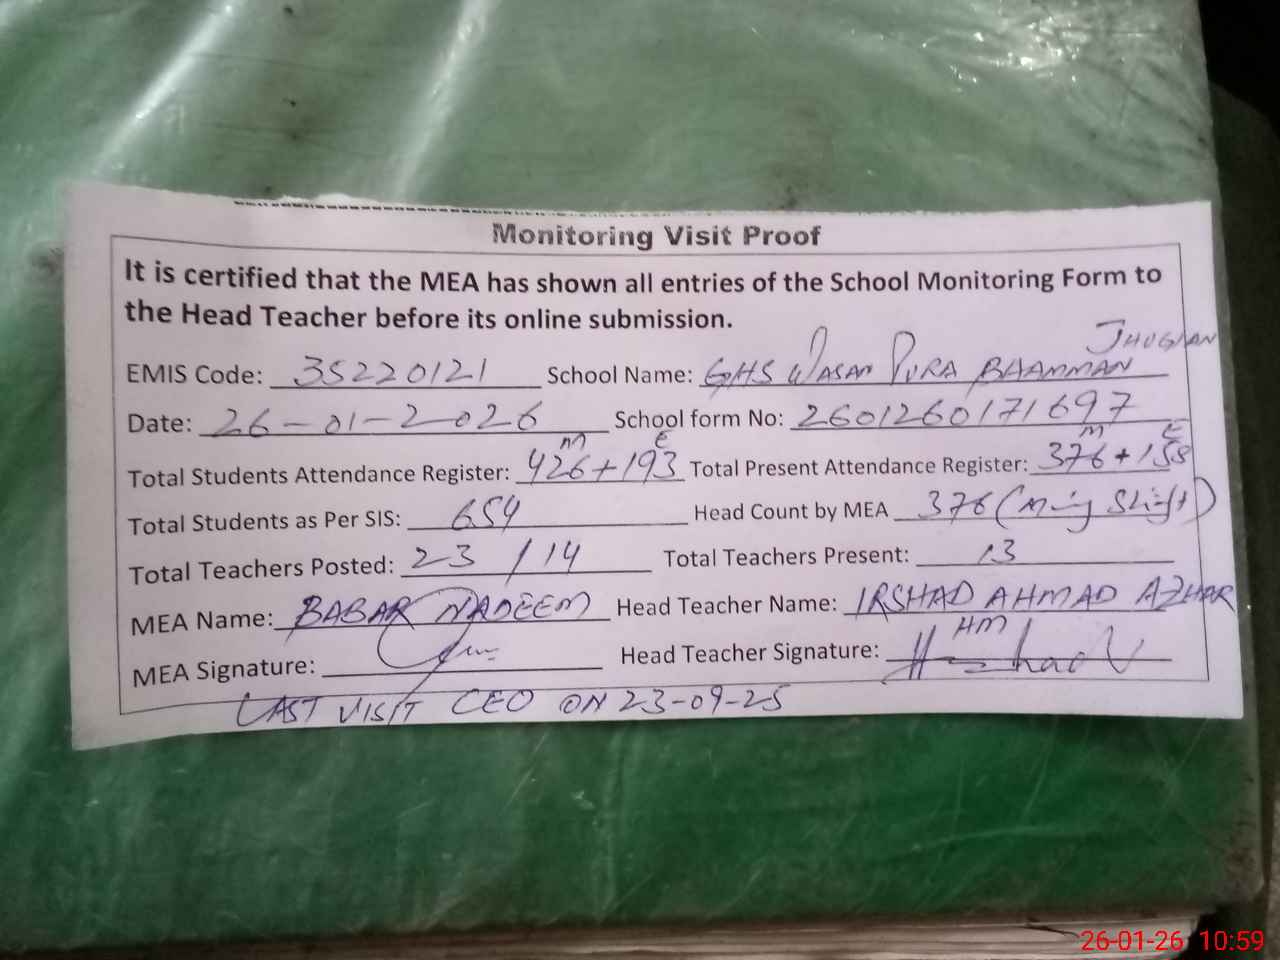 Monitoring Visit Proof
It is certified that the MEA has shown all entries of the School Monitoring Form to
the Head Teacher before its online submission.
JHUGIAN
EMIS Code: 35220121 School Name: GHS WASAN PURA BHAMMAN
Date: 26-01-2026 School form No: 2601260171697
M E M E
Total Students Attendance Register: 426+193 Total Present Attendance Register: 376+158
Total Students as Per SIS: 654 Head Count by MEA 376 (Mng Shift)
Total Teachers Posted: 23 / 14 Total Teachers Present: 13
MEA Name: BABAR NADEEM Head Teacher Name: IRSHAD AHMAD AZHAR
HM
MEA Signature: Head Teacher Signature:
LAST VISIT CEO ON 23-09-25
26-01-26 10:59